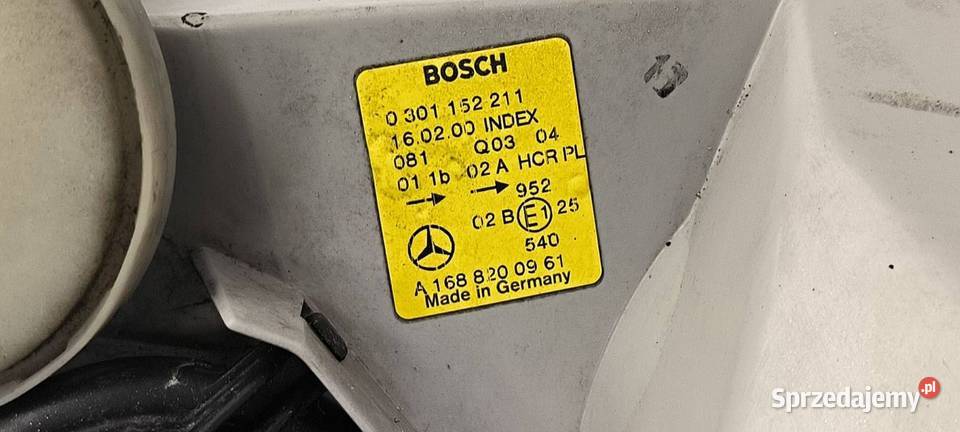 BOSCH
0 301 152 211
16.02.00 INDEX
081 Q03 04
01 1b 02 A HCR PL
952
02 B E1 25
540
A 168 820 09 61
Made in Germany
Sprzedajemy.pl